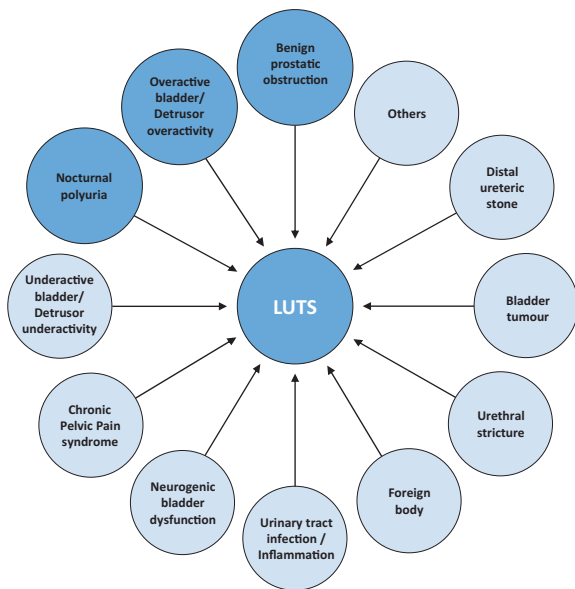 Benign
prostatic
obstruction
Others
Distal
ureteric
stone
Bladder
tumour
Urethral
stricture
Foreign
body
Urinary tract
infection /
Inflammation
Neurogenic
bladder
dysfunction
Chronic
Pelvic Pain
syndrome
Underactive
bladder/
Detrusor
underactivity
Nocturnal
polyuria
Overactive
bladder/
Detrusor
overactivity
LUTS